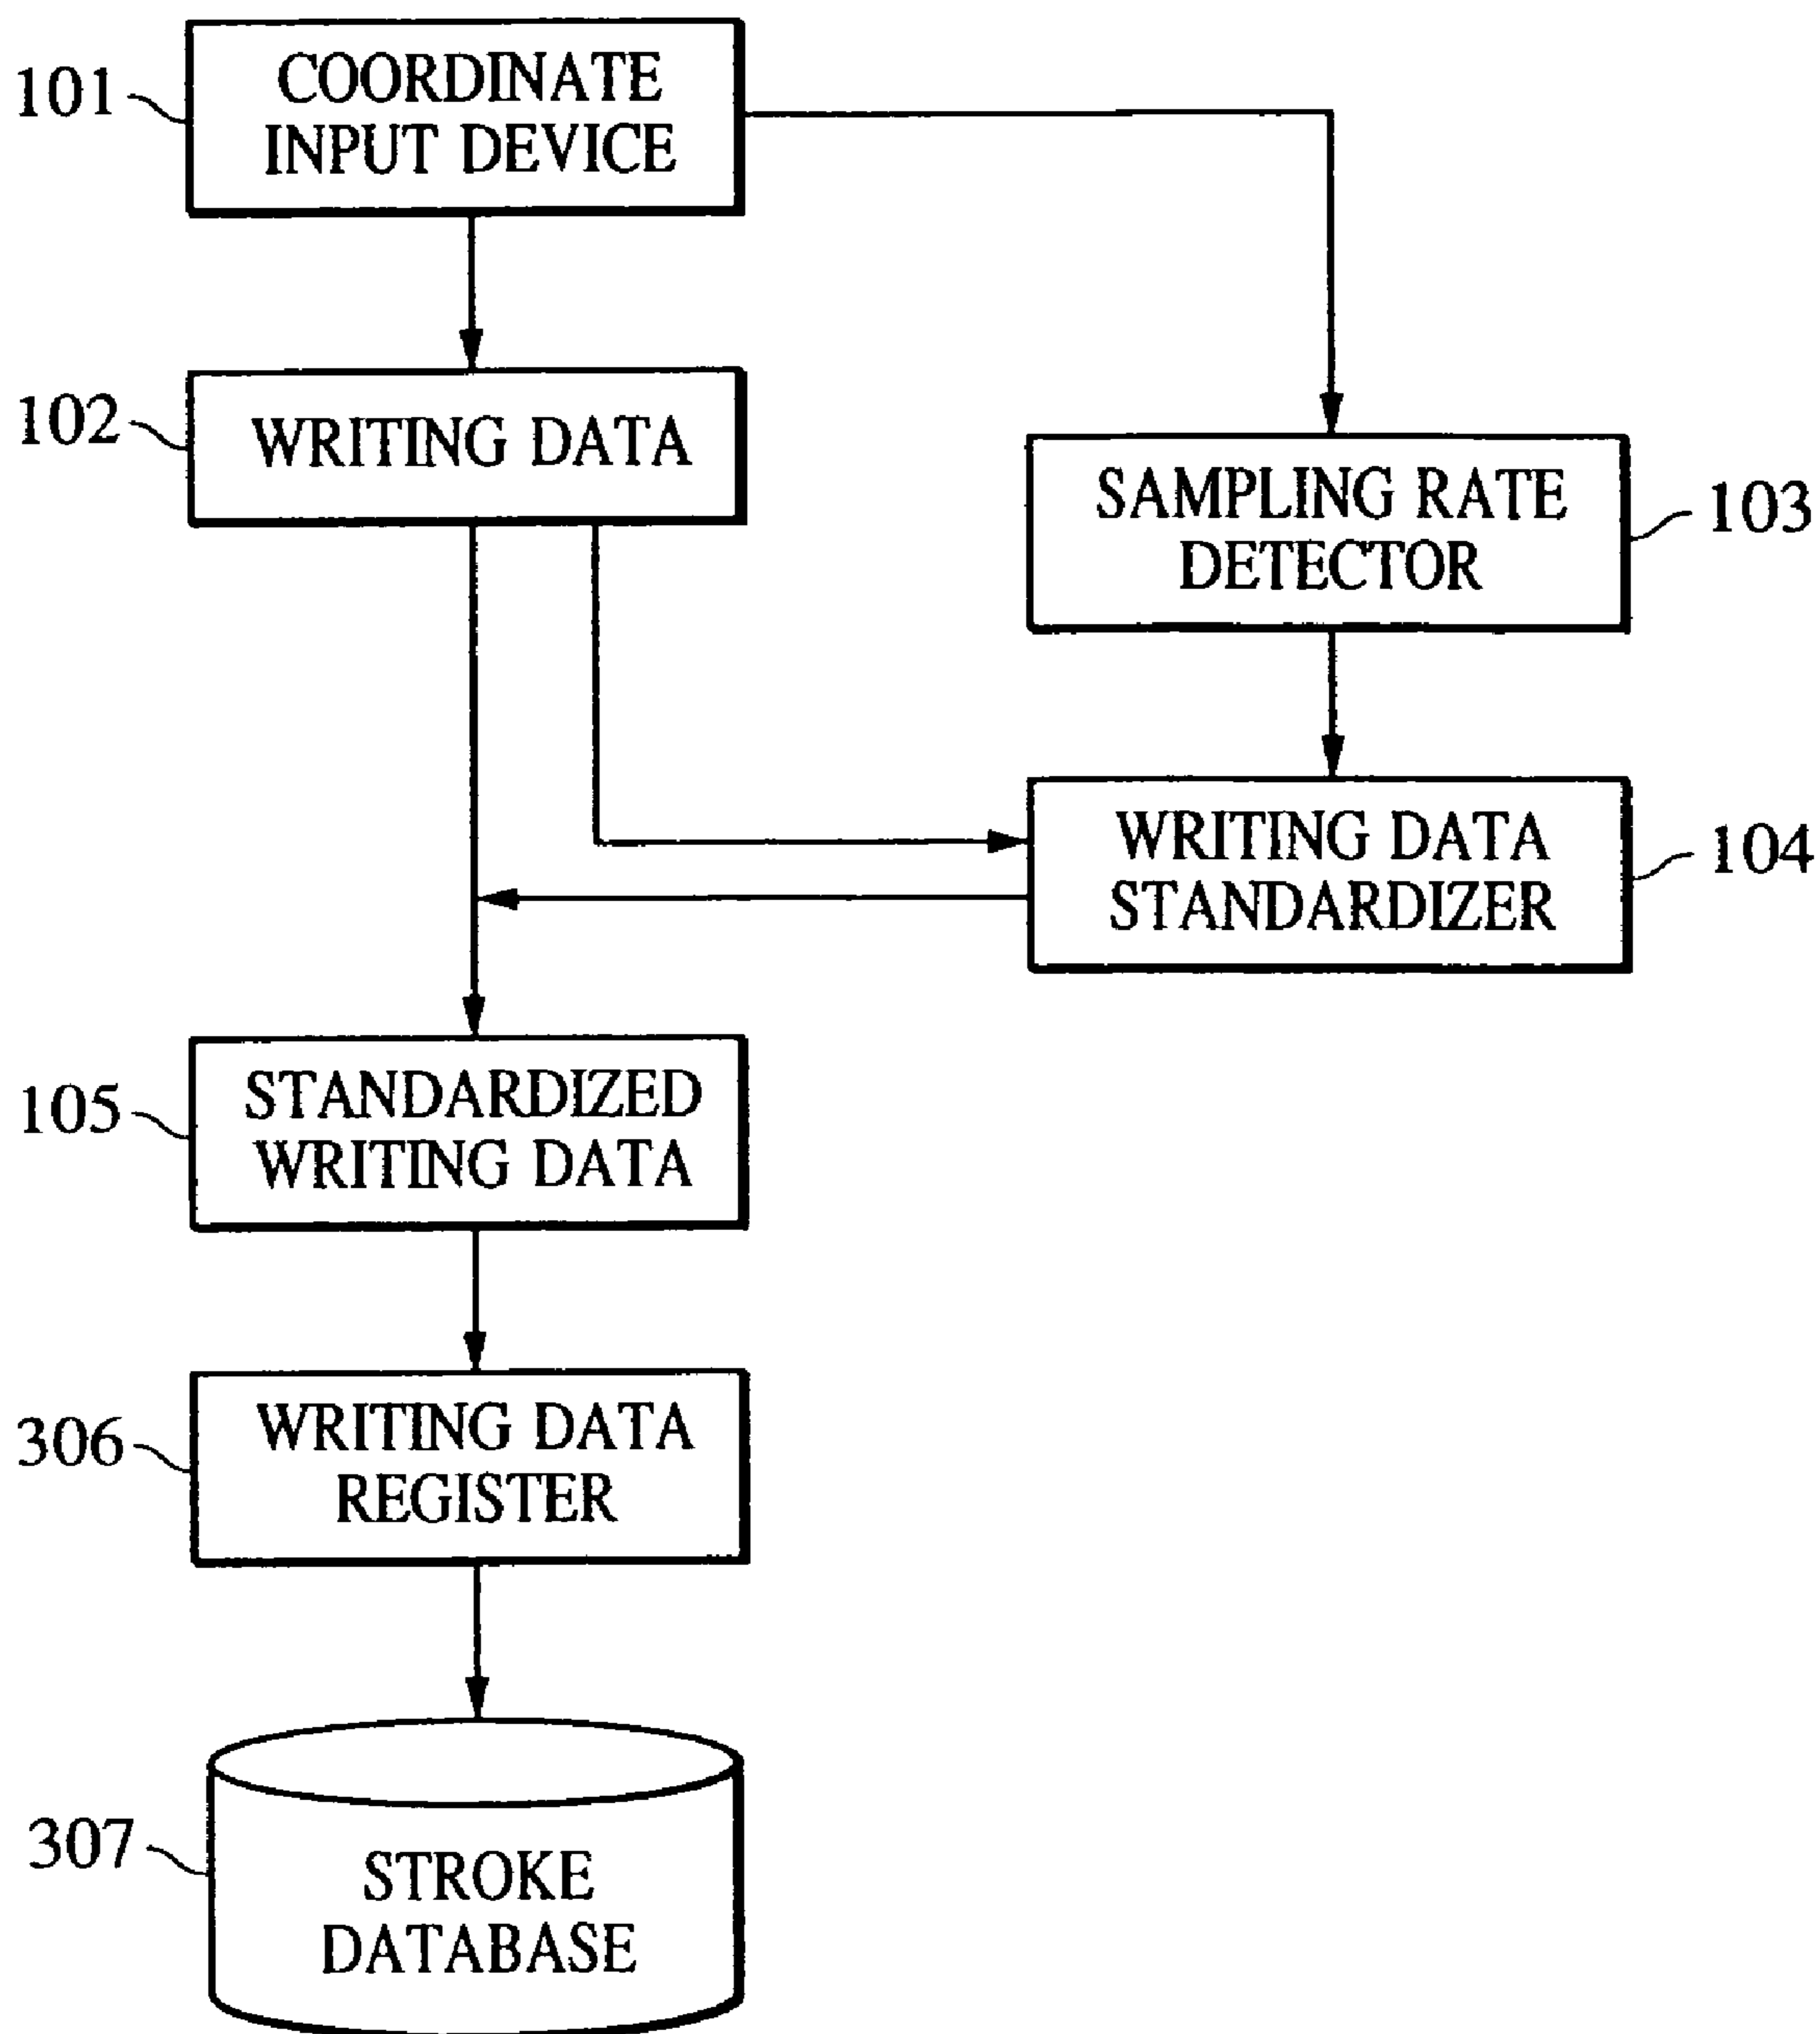 101
COORDINATE
INPUT DEVICE
102
WRITING DATA
SAMPLING RATE
DETECTOR
103
WRITING DATA
STANDARDIZER
104
105
STANDARDIZED
WRITING DATA
306
WRITING DATA
REGISTER
307
STROKE
DATABASE